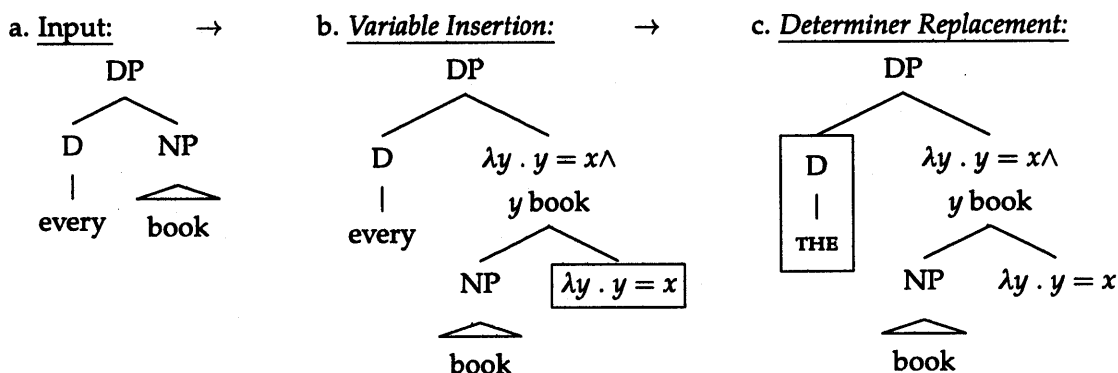 a. Input: → b. Variable Insertion: → c. Determiner Replacement:
DP DP DP
D NP D λy . y = x∧ D λy . y = x∧
every book every y book THE y book
NP λy . y = x NP λy . y = x
book book